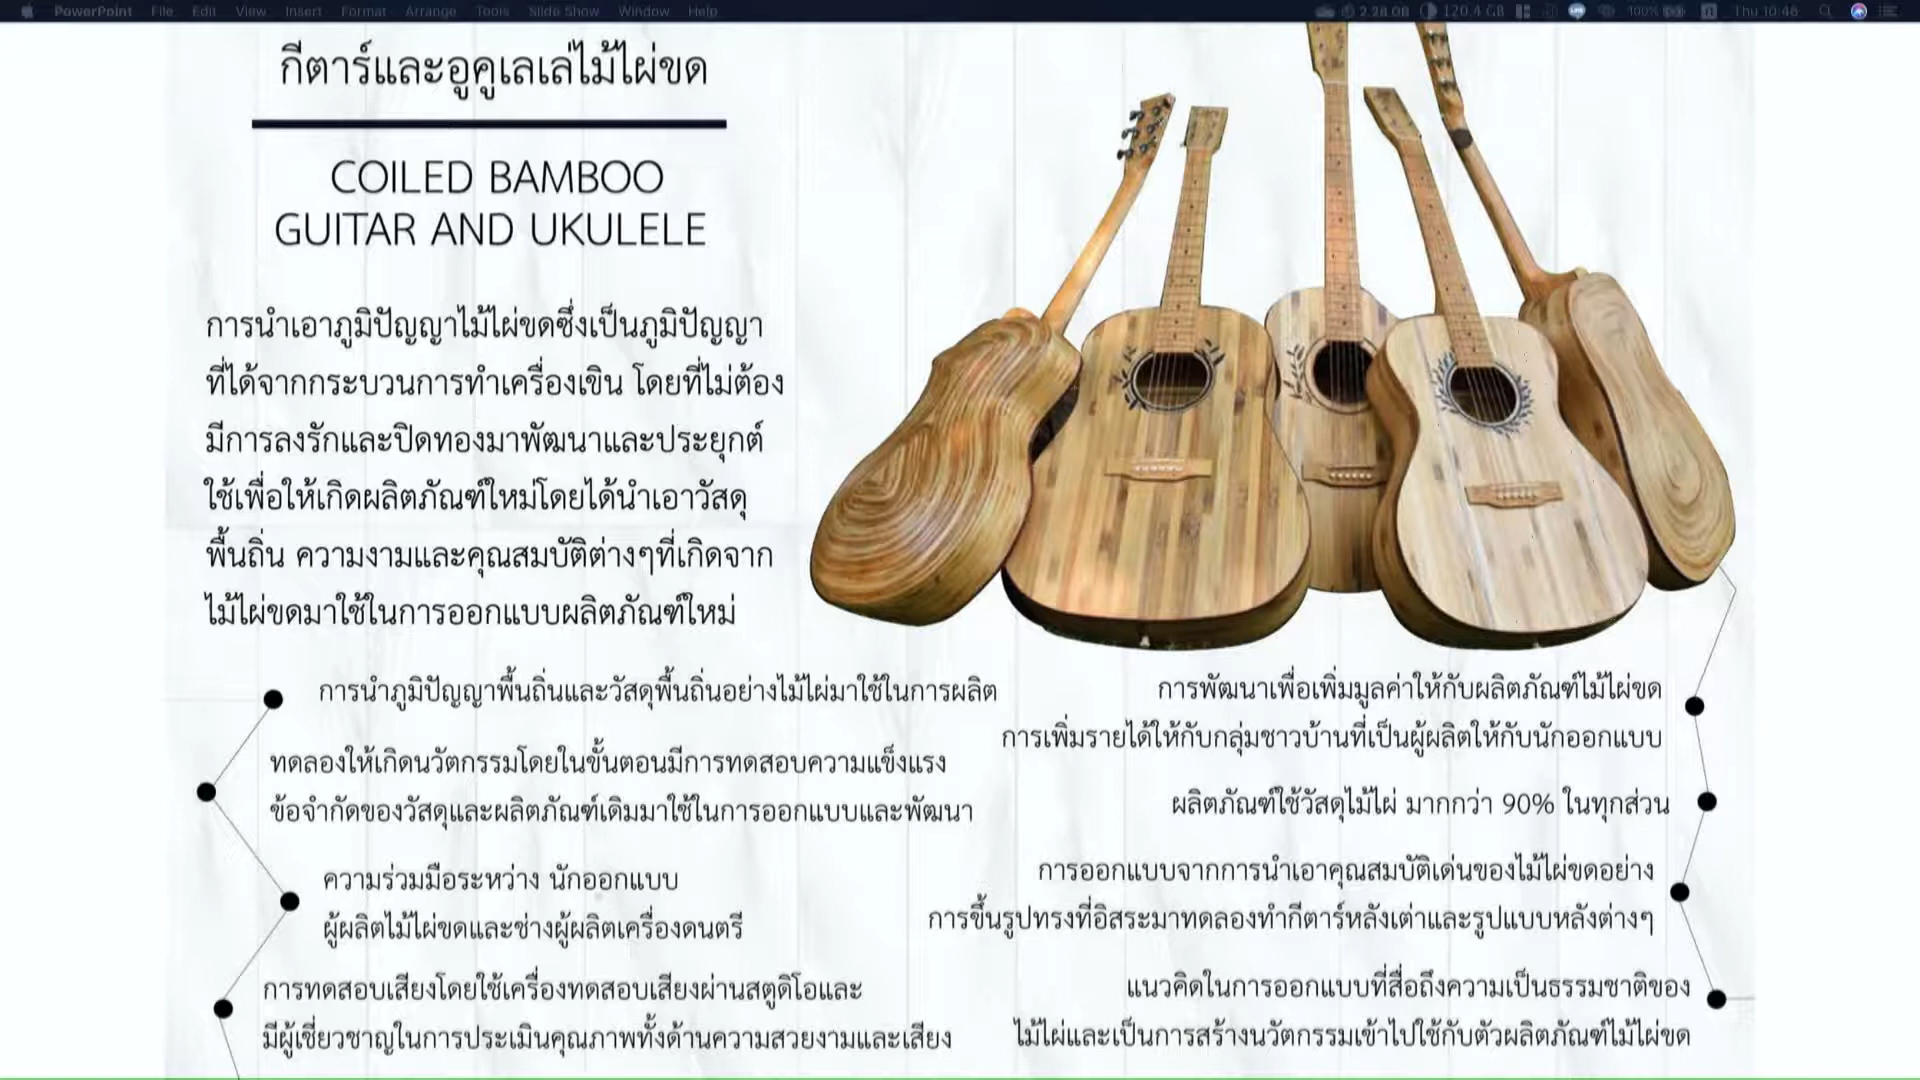 PowerPoint File Edit View Insert Format Arrange Tools Slide Show Window Help
120.4 GB 100% Thu 10:46
กีตาร์และอูคูเลเล่ไม้ไผ่ขด
COILED BAMBOO
GUITAR AND UKULELE
การนำเอาภูมิปัญญาไม้ไผ่ขดซึ่งเป็นภูมิปัญญา
ที่ได้จากกระบวนการทำเครื่องเขิน โดยที่ไม่ต้อง
มีการลงรักและปิดทองมาพัฒนาและประยุกต์
ใช้เพื่อให้เกิดผลิตภัณฑ์ใหม่โดยได้นำเอาวัสดุ
พื้นถิ่น ความงามและคุณสมบัติต่างๆที่เกิดจาก
ไม้ไผ่ขดมาใช้ในการออกแบบผลิตภัณฑ์ใหม่
การนำภูมิปัญญาพื้นถิ่นและวัสดุพื้นถิ่นอย่างไม้ไผ่มาใช้ในการผลิต
ทดลองให้เกิดนวัตกรรมโดยในขั้นตอนมีการทดสอบความแข็งแรง
ข้อจำกัดของวัสดุและผลิตภัณฑ์เดิมมาใช้ในการออกแบบและพัฒนา
ความร่วมมือระหว่าง นักออกแบบ
ผู้ผลิตไม้ไผ่ขดและช่างผู้ผลิตเครื่องดนตรี
การทดสอบเสียงโดยใช้เครื่องทดสอบเสียงผ่านสตูดิโอและ
มีผู้เชี่ยวชาญในการประเมินคุณภาพทั้งด้านความสวยงามและเสียง
การพัฒนาเพื่อเพิ่มมูลค่าให้กับผลิตภัณฑ์ไม้ไผ่ขด
การเพิ่มรายได้ให้กับกลุ่มชาวบ้านที่เป็นผู้ผลิตให้กับนักออกแบบ
ผลิตภัณฑ์ใช้วัสดุไม้ไผ่ มากกว่า 90% ในทุกส่วน
การออกแบบจากการนำเอาคุณสมบัติเด่นของไม้ไผ่ขดอย่าง
การขึ้นรูปทรงที่อิสระมาทดลองทำกีตาร์หลังเต่าและรูปแบบหลังต่างๆ
แนวคิดในการออกแบบที่สื่อถึงความเป็นธรรมชาติของ
ไม้ไผ่และเป็นการสร้างนวัตกรรมเข้าไปใช้กับตัวผลิตภัณฑ์ไม้ไผ่ขด